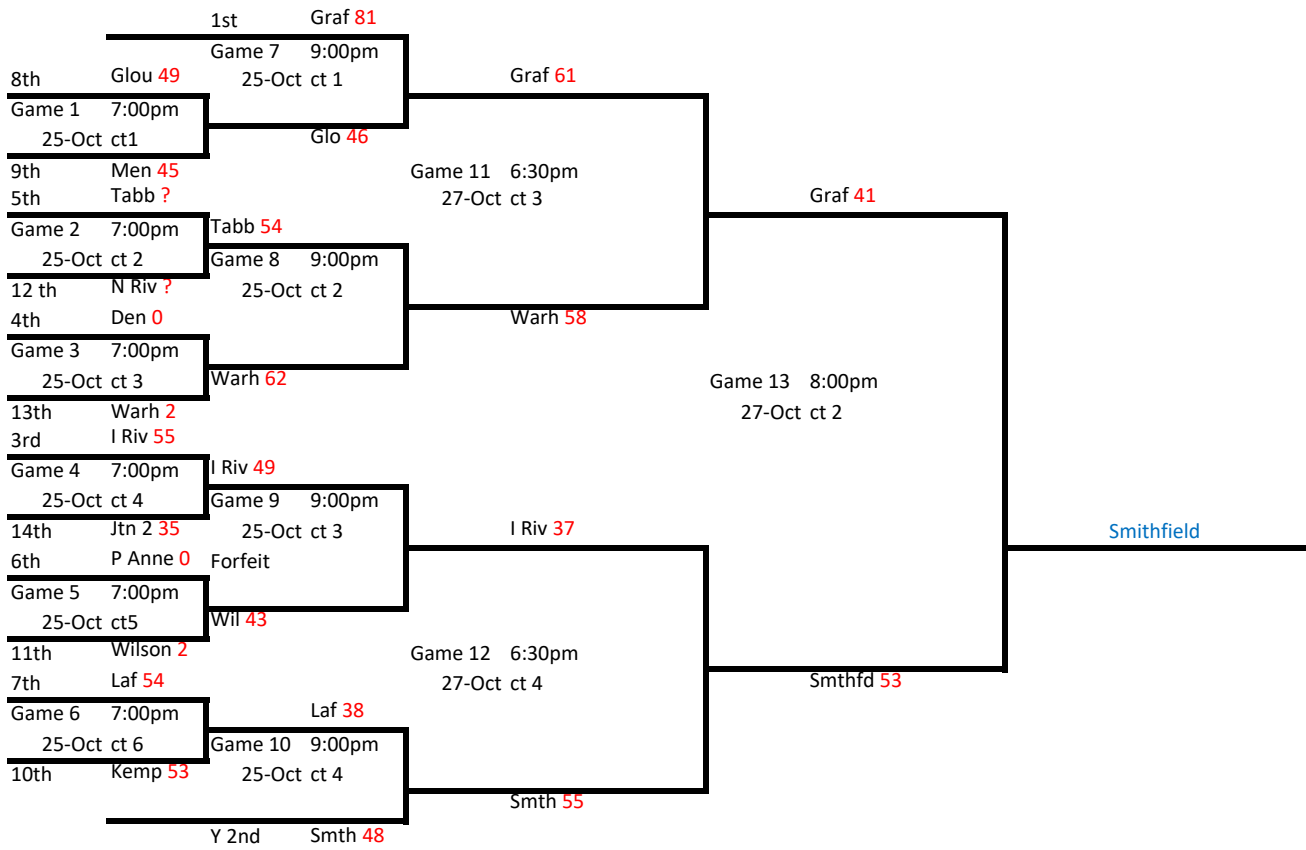 1st Graf 81
Game 7 9:00pm
8th Glou 49 25-Oct ct 1 Graf 61
Game 1 7:00pm
25-Oct ct1 Glo 46
9th Men 45 Game 11 6:30pm
5th Tabb ? 27-Oct ct 3 Graf 41
Game 2 7:00pm Tabb 54
25-Oct ct 2 Game 8 9:00pm
12 th N Riv ? 25-Oct ct 2
4th Den 0 Warh 58
Game 3 7:00pm
25-Oct ct 3 Warh 62 Game 13 8:00pm
13th Warh 2 27-Oct ct 2
3rd I Riv 55
Game 4 7:00pm I Riv 49
25-Oct ct 4 Game 9 9:00pm
14th Jtn 2 35 25-Oct ct 3 I Riv 37 Smithfield
6th P Anne 0 Forfeit
Game 5 7:00pm
25-Oct ct5 Wil 43
11th Wilson 2 Game 12 6:30pm
7th Laf 54 27-Oct ct 4 Smthfd 53
Game 6 7:00pm Laf 38
25-Oct ct 6 Game 10 9:00pm
10th Kemp 53 25-Oct ct 4
Smth 55
Y 2nd Smth 48